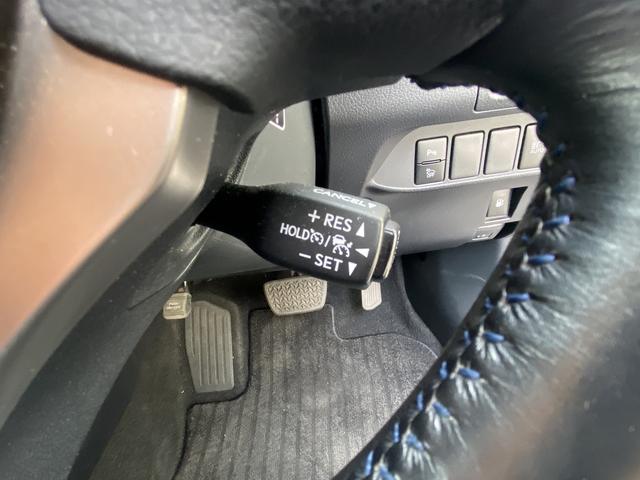 CANCEL
+ RES ▲
HOLD / ◀
− SET ▼